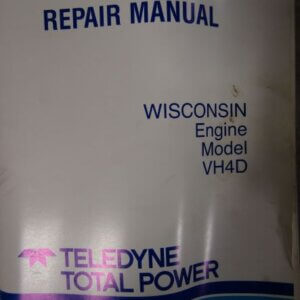 REPAIR MANUAL
WISCONSIN
Engine
Model
VH4D
TELEDYNE
TOTAL POWER